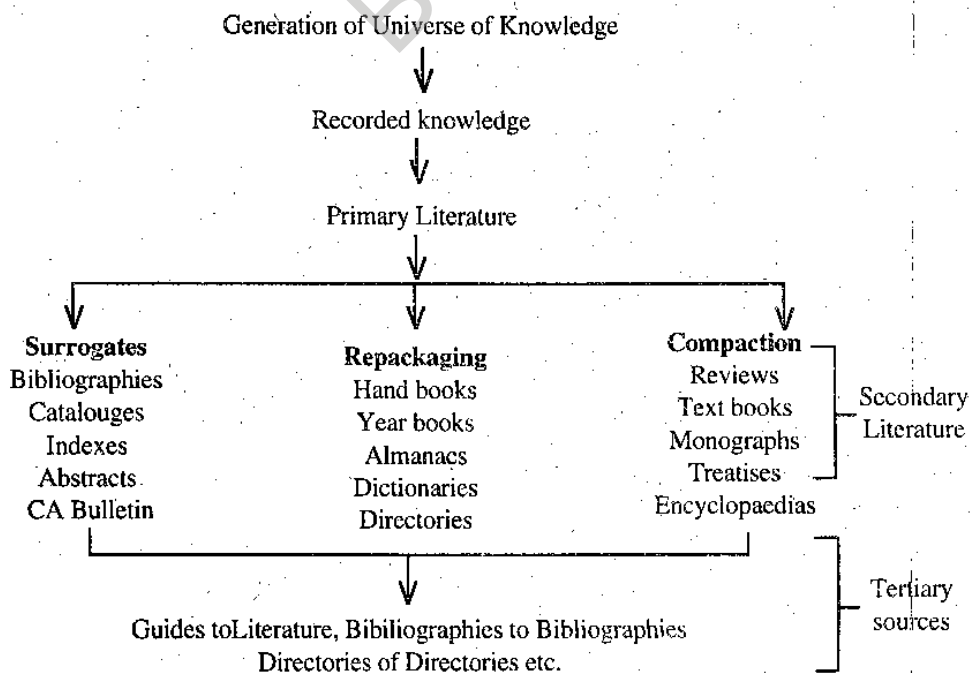 Generation of Universe of Knowledge
Recorded knowledge
Primary Literature
Surrogates
Bibliographies
Catalouges
Indexes
Abstracts
CA Bulletin
Repackaging
Hand books
Year books
Almanacs
Dictionaries
Directories
Compaction
Reviews
Text books
Monographs
Treatises
Encyclopaedias
Secondary
Literature
Guides toLiterature, Bibiliographies to Bibliographies
Directories of Directories etc.
Tertiary
sources